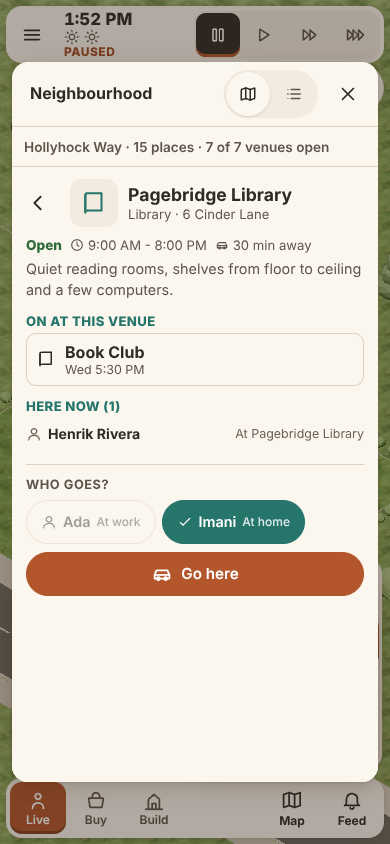 1:52 PM
PAUSED
Neighbourhood
Hollyhock Way · 15 places · 7 of 7 venues open
Pagebridge Library
Library · 6 Cinder Lane
Open 9:00 AM - 8:00 PM 30 min away
Quiet reading rooms, shelves from floor to ceiling
and a few computers.
ON AT THIS VENUE
Book Club
Wed 5:30 PM
HERE NOW (1)
Henrik Rivera At Pagebridge Library
WHO GOES?
Ada At work Imani At home
Go here
Live Buy Build Map Feed